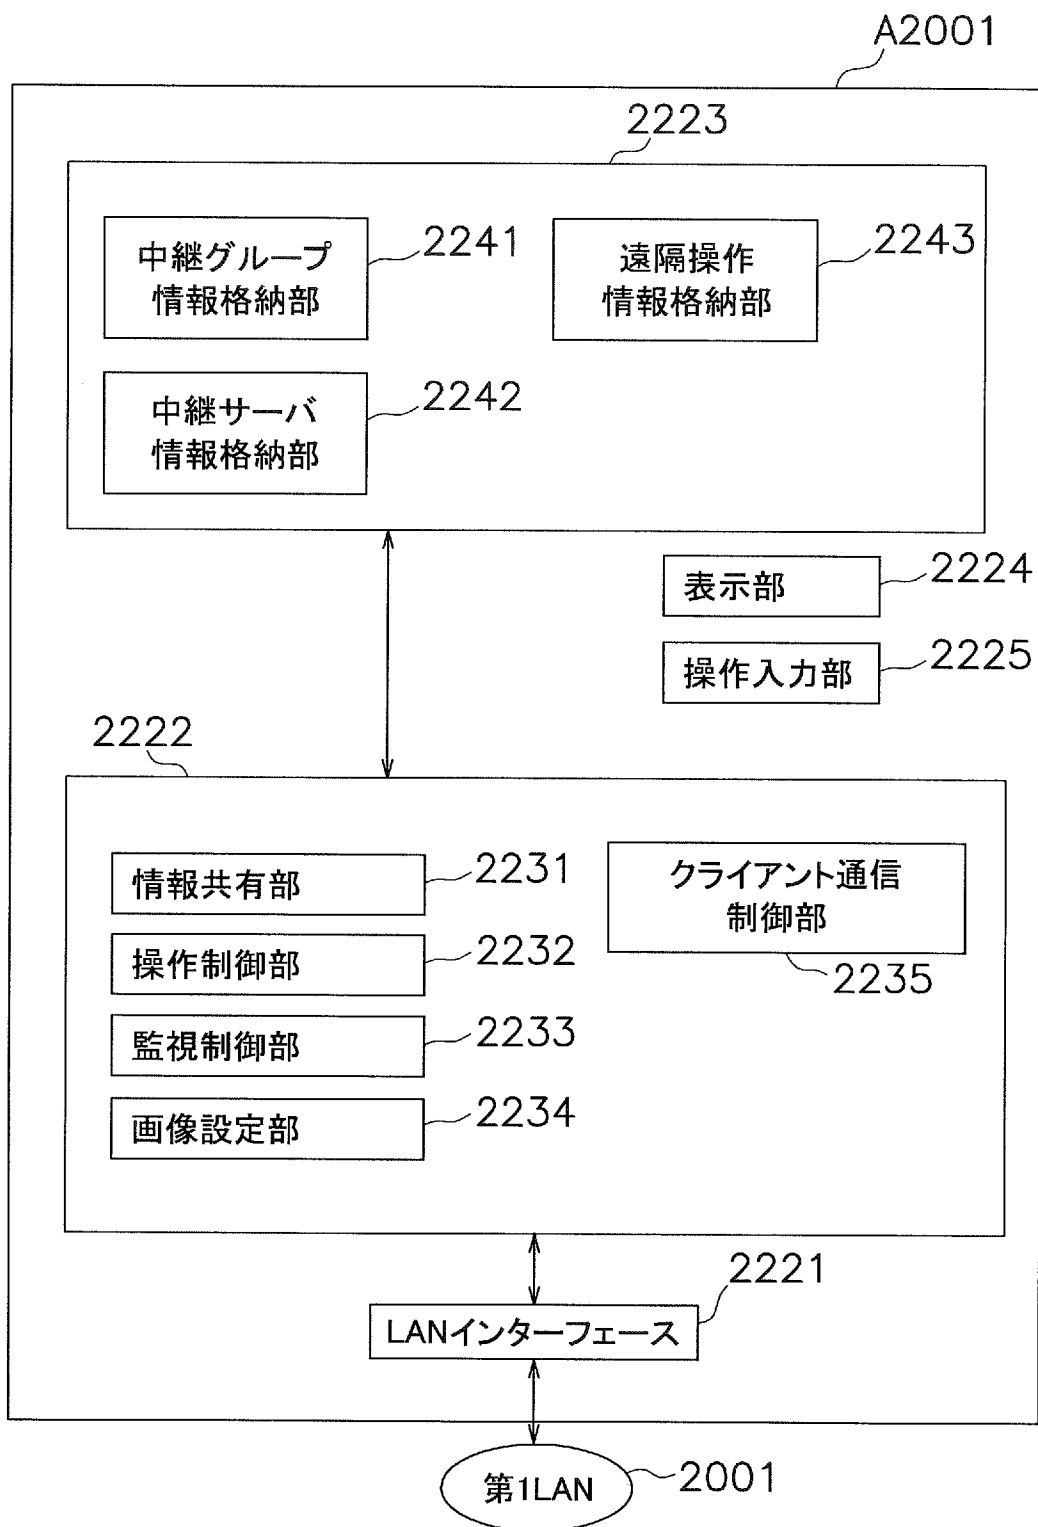 A2001
2223
中継グループ
情報格納部
2241
遠隔操作
情報格納部
2243
中継サーバ
情報格納部
2242
表示部
2224
操作入力部
2225
2222
情報共有部
2231
クライアント通信
制御部
2235
操作制御部
2232
監視制御部
2233
画像設定部
2234
2221
LANインターフェース
第1LAN
2001